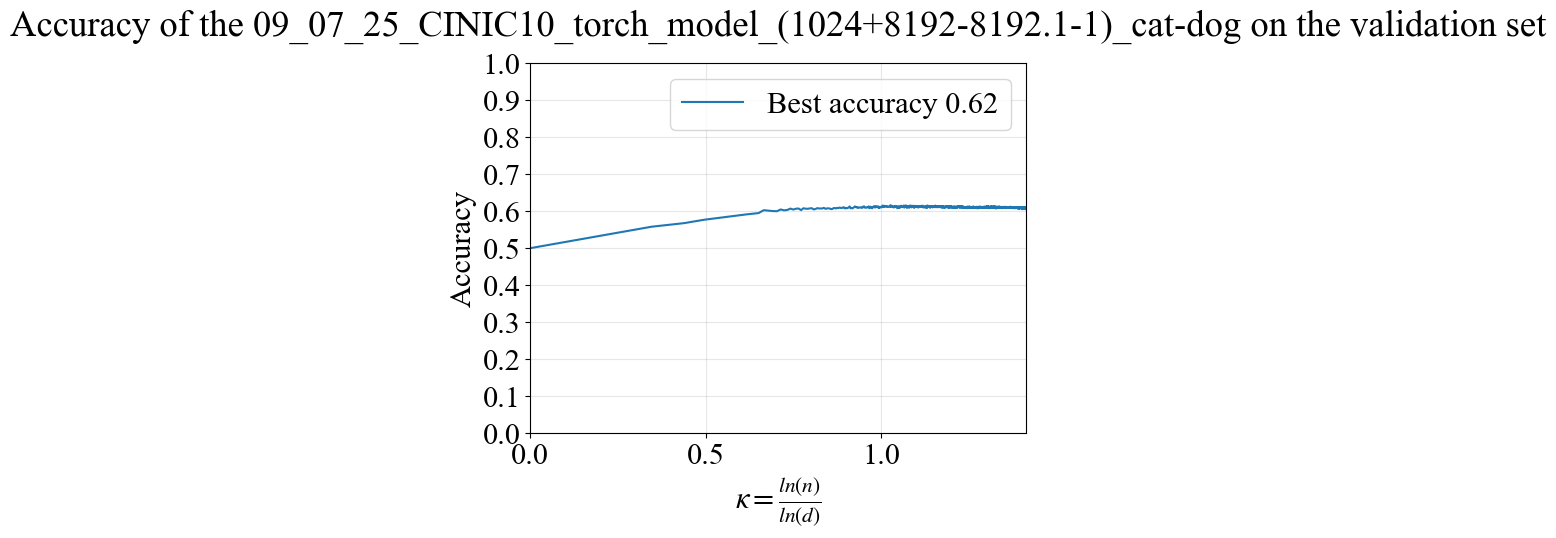 Accuracy of the 09_07_25_CINIC10_torch_model_(1024+8192-8192.1-1)_cat-dog on the validation set
1.0
Best accuracy 0.62
0.9
0.8
0.7
0.6
Accuracy
0.5
0.4
0.3
0.2
0.1
0.0
0.0 0.5 1.0
κ = ln(n) / ln(d)